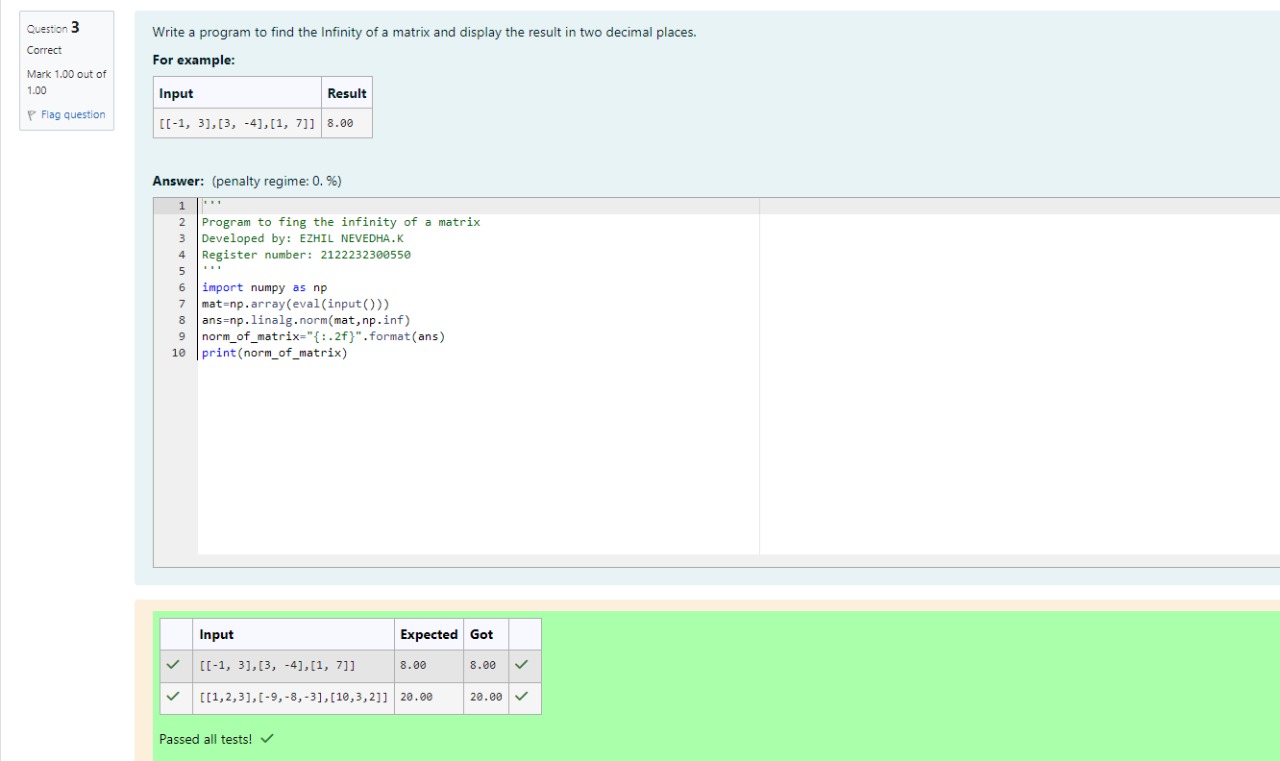 Question 3
Correct
Mark 1.00 out of
1.00
Flag question
Write a program to find the Infinity of a matrix and display the result in two decimal places.
For example:
Input Result
[[-1, 3],[3, -4],[1, 7]] 8.00
Answer: (penalty regime: 0. %)
1 '''
2 Program to fing the infinity of a matrix
3 Developed by: EZHIL NEVEDHA.K
4 Register number: 2122232300550
5 '''
6 import numpy as np
7 mat=np.array(eval(input()))
8 ans=np.linalg.norm(mat,np.inf)
9 norm_of_matrix="{:.2f}".format(ans)
10 print(norm_of_matrix)
Input Expected Got
[[-1, 3],[3, -4],[1, 7]] 8.00 8.00
[[1,2,3],[-9,-8,-3],[10,3,2]] 20.00 20.00
Passed all tests!